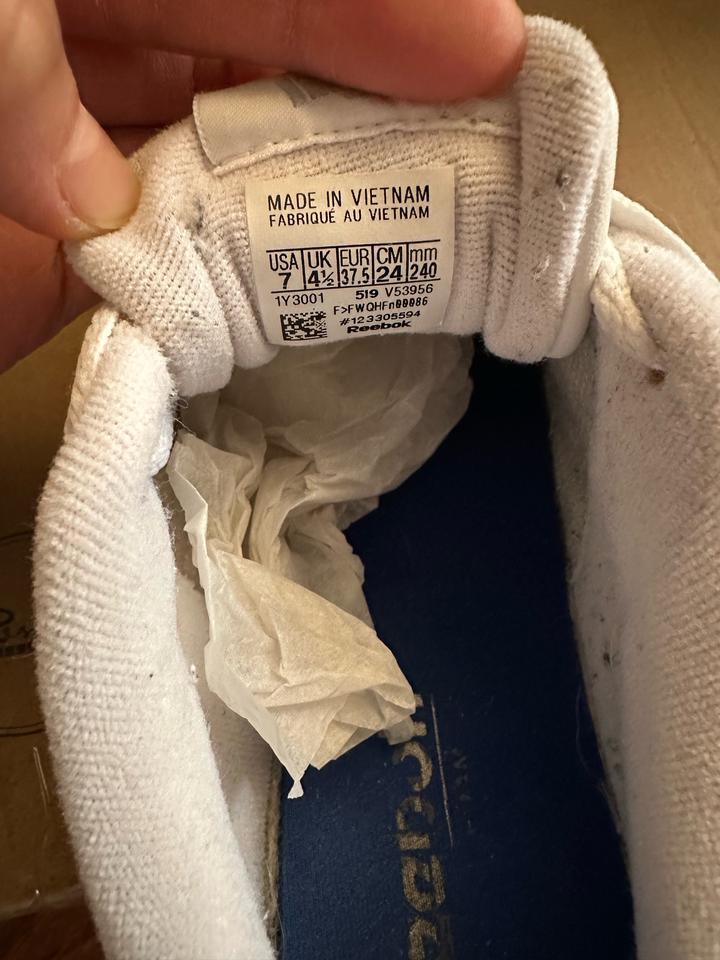 MADE IN VIETNAM
FABRIQUÉ AU VIETNAM
USA UK EUR CM mm
7 4½ 37.5 24 240
1Y3001 519 V53956
F>FWQHFn00086
#123305594
Reebok